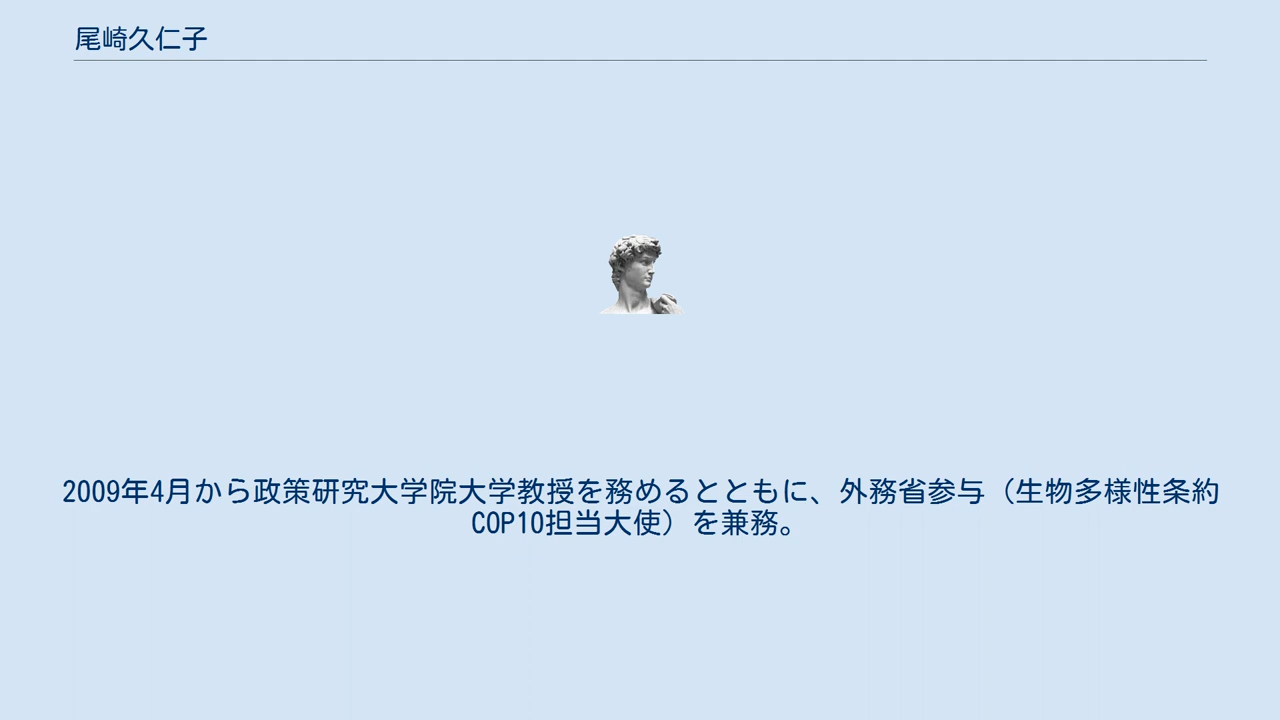 尾崎久仁子
2009年4月から政策研究大学院大学教授を務めるとともに、外務省参与（生物多様性条約
COP10担当大使）を兼務。